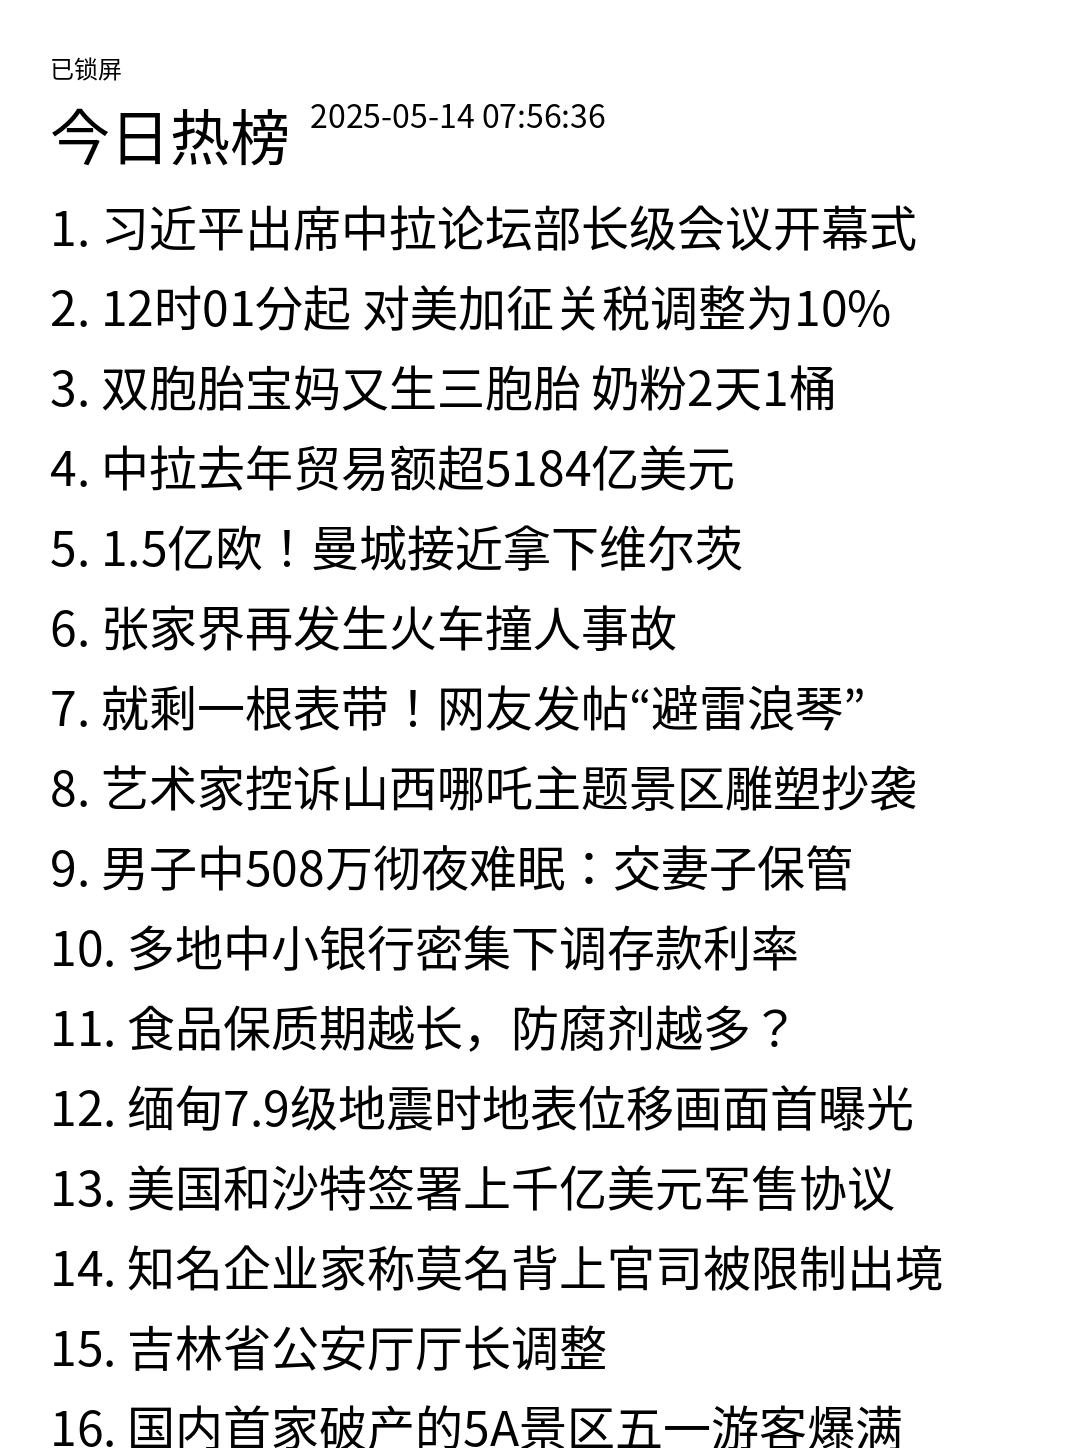 已锁屏
今日热榜 2025-05-14 07:56:36
1. 习近平出席中拉论坛部长级会议开幕式
2. 12时01分起 对美加征关税调整为10%
3. 双胞胎宝妈又生三胞胎 奶粉2天1桶
4. 中拉去年贸易额超5184亿美元
5. 1.5亿欧！曼城接近拿下维尔茨
6. 张家界再发生火车撞人事故
7. 就剩一根表带！网友发帖“避雷浪琴”
8. 艺术家控诉山西哪吒主题景区雕塑抄袭
9. 男子中508万彻夜难眠：交妻子保管
10. 多地中小银行密集下调存款利率
11. 食品保质期越长，防腐剂越多？
12. 缅甸7.9级地震时地表位移画面首曝光
13. 美国和沙特签署上千亿美元军售协议
14. 知名企业家称莫名背上官司被限制出境
15. 吉林省公安厅厅长调整
16. 国内首家破产的5A景区五一游客爆满